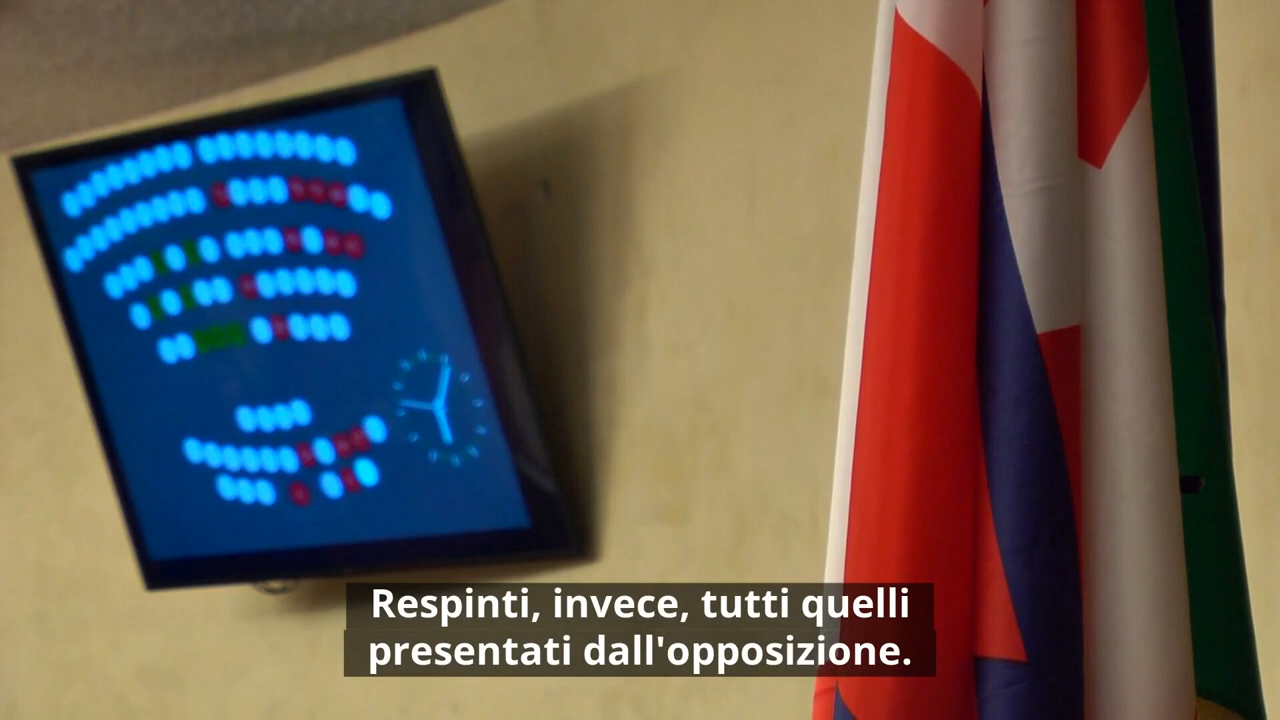 Respinti, invece, tutti quelli
presentati dall'opposizione.